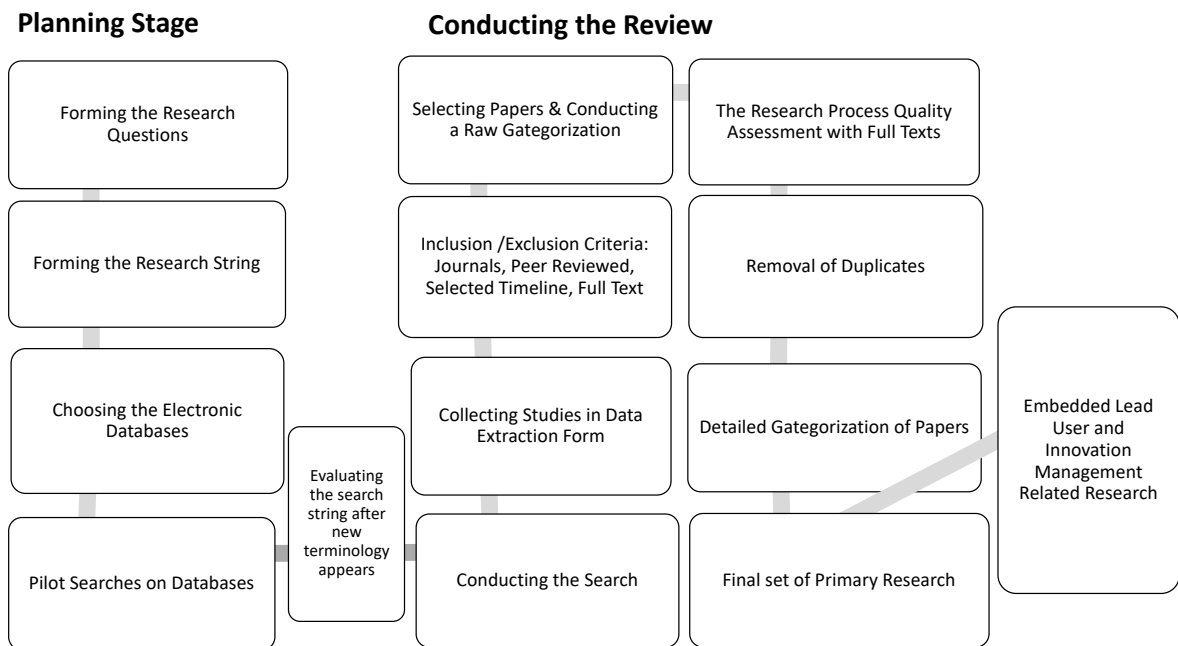 Planning Stage
Forming the Research
Questions
Forming the Research String
Choosing the Electronic
Databases
Pilot Searches on Databases
Evaluating
the search
string after
new
terminology
appears
Conducting the Review
Conducting the Search
Collecting Studies in Data
Extraction Form
Inclusion /Exclusion Criteria:
Journals, Peer Reviewed,
Selected Timeline, Full Text
Selecting Papers & Conducting
a Raw Gategorization
The Research Process Quality
Assessment with Full Texts
Removal of Duplicates
Detailed Gategorization of Papers
Final set of Primary Research
Embedded Lead
User and
Innovation
Management
Related Research